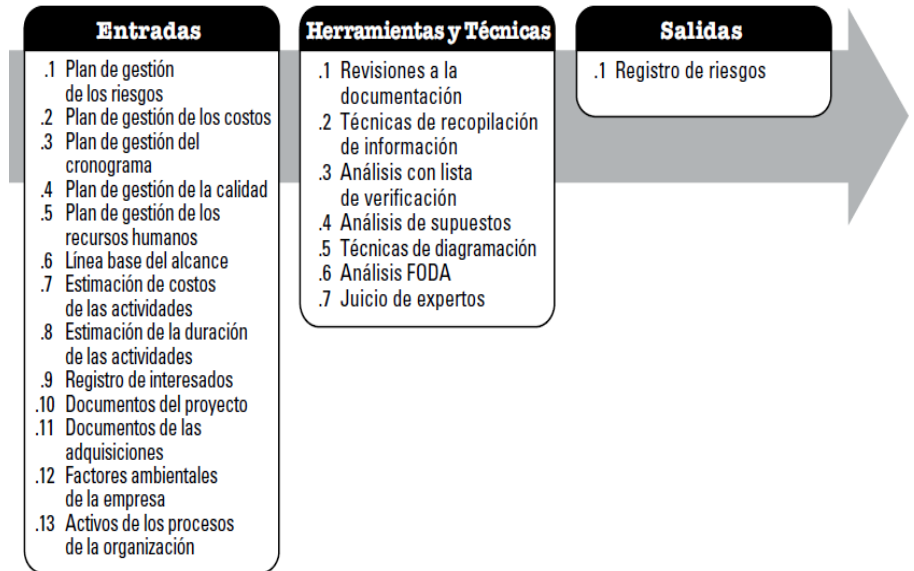 Entradas
.1 Plan de gestión
de los riesgos
.2 Plan de gestión de los costos
.3 Plan de gestión del
cronograma
.4 Plan de gestión de la calidad
.5 Plan de gestión de los
recursos humanos
.6 Línea base del alcance
.7 Estimación de costos
de las actividades
.8 Estimación de la duración
de las actividades
.9 Registro de interesados
.10 Documentos del proyecto
.11 Documentos de las
adquisiciones
.12 Factores ambientales
de la empresa
.13 Activos de los procesos
de la organización
Herramientas y Técnicas
.1 Revisiones a la
documentación
.2 Técnicas de recopilación
de información
.3 Análisis con lista
de verificación
.4 Análisis de supuestos
.5 Técnicas de diagramación
.6 Análisis FODA
.7 Juicio de expertos
Salidas
.1 Registro de riesgos